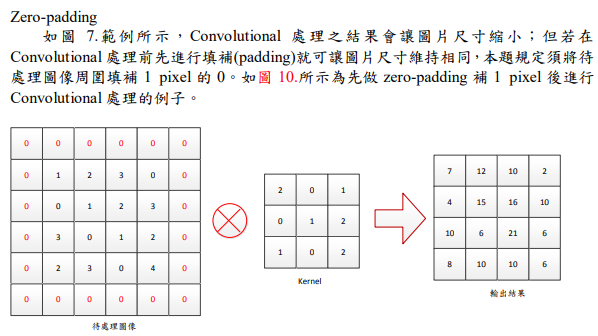 Zero-padding
如圖 7.範例所示，Convolutional 處理之結果會讓圖片尺寸縮小；但若在
Convolutional 處理前先進行填補(padding)就可讓圖片尺寸維持相同，本題規定須將待
處理圖像周圍填補 1 pixel 的 0。如圖 10.所示為先做 zero-padding 補 1 pixel 後進行
Convolutional 處理的例子。
0 0 0 0 0 0
0 1 2 3 0 0
0 0 1 2 3 0
0 3 0 1 2 0
0 2 3 0 4 0
0 0 0 0 0 0
待處理圖像
2 0 1
0 1 2
1 0 2
Kernel
7 12 10 2
4 15 16 10
10 6 21 6
8 10 10 6
輸出結果